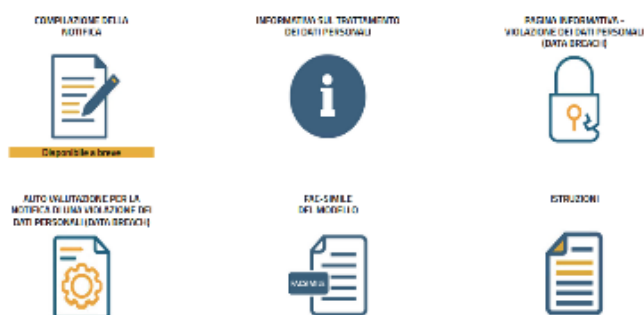 COMPILAZIONE DELLA
NOTIFICA
Disponibile a breve
INFORMATIVA SUL TRATTAMENTO
DEI DATI PERSONALI
i
PAGINA INFORMATIVA -
VIOLAZIONE DEI DATI PERSONALI
(DATA BREACH)
AUTO VALUTAZIONE PER LA
NOTIFICA DI UNA VIOLAZIONE DEI
DATI PERSONALI (DATA BREACH)
FAC-SIMILE
DEL MODELLO
FACSIMILE
ISTRUZIONI